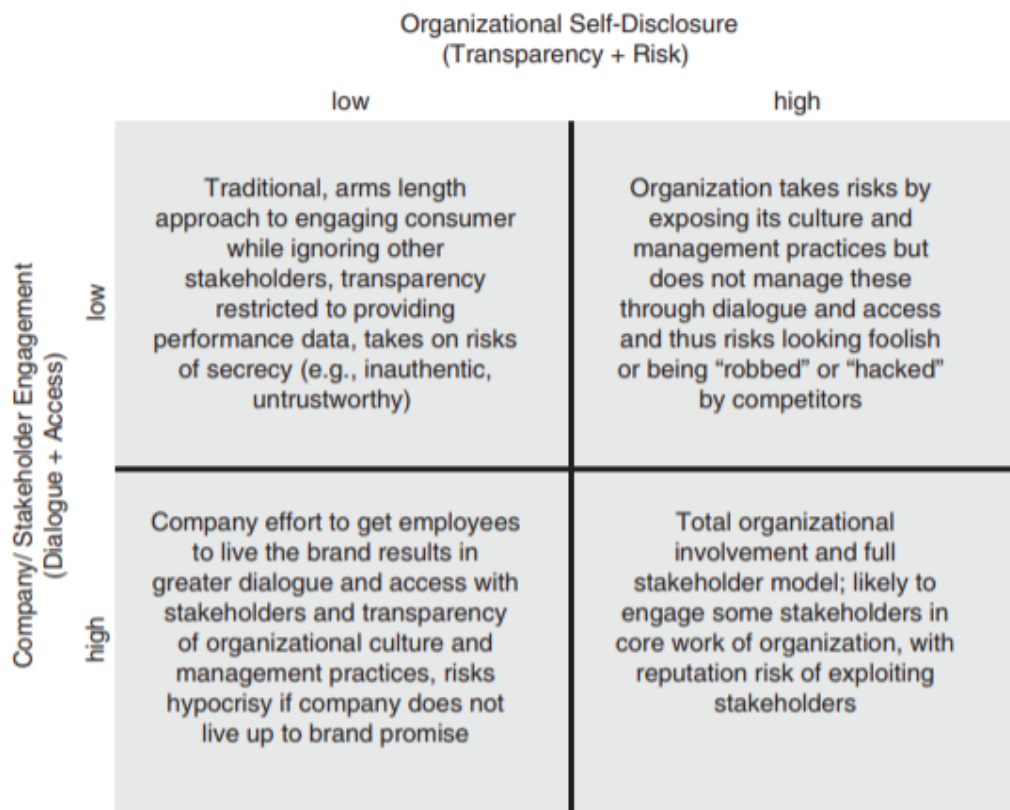 Organizational Self-Disclosure
(Transparency + Risk)
low
high
Company/ Stakeholder Engagement
(Dialogue + Access)
low
Traditional, arms length
approach to engaging consumer
while ignoring other
stakeholders, transparency
restricted to providing
performance data, takes on risks
of secrecy (e.g., inauthentic,
untrustworthy)
Organization takes risks by
exposing its culture and
management practices but
does not manage these
through dialogue and access
and thus risks looking foolish
or being “robbed” or “hacked”
by competitors
high
Company effort to get employees
to live the brand results in
greater dialogue and access with
stakeholders and transparency
of organizational culture and
management practices, risks
hypocrisy if company does not
live up to brand promise
Total organizational
involvement and full
stakeholder model; likely to
engage some stakeholders in
core work of organization, with
reputation risk of exploiting
stakeholders